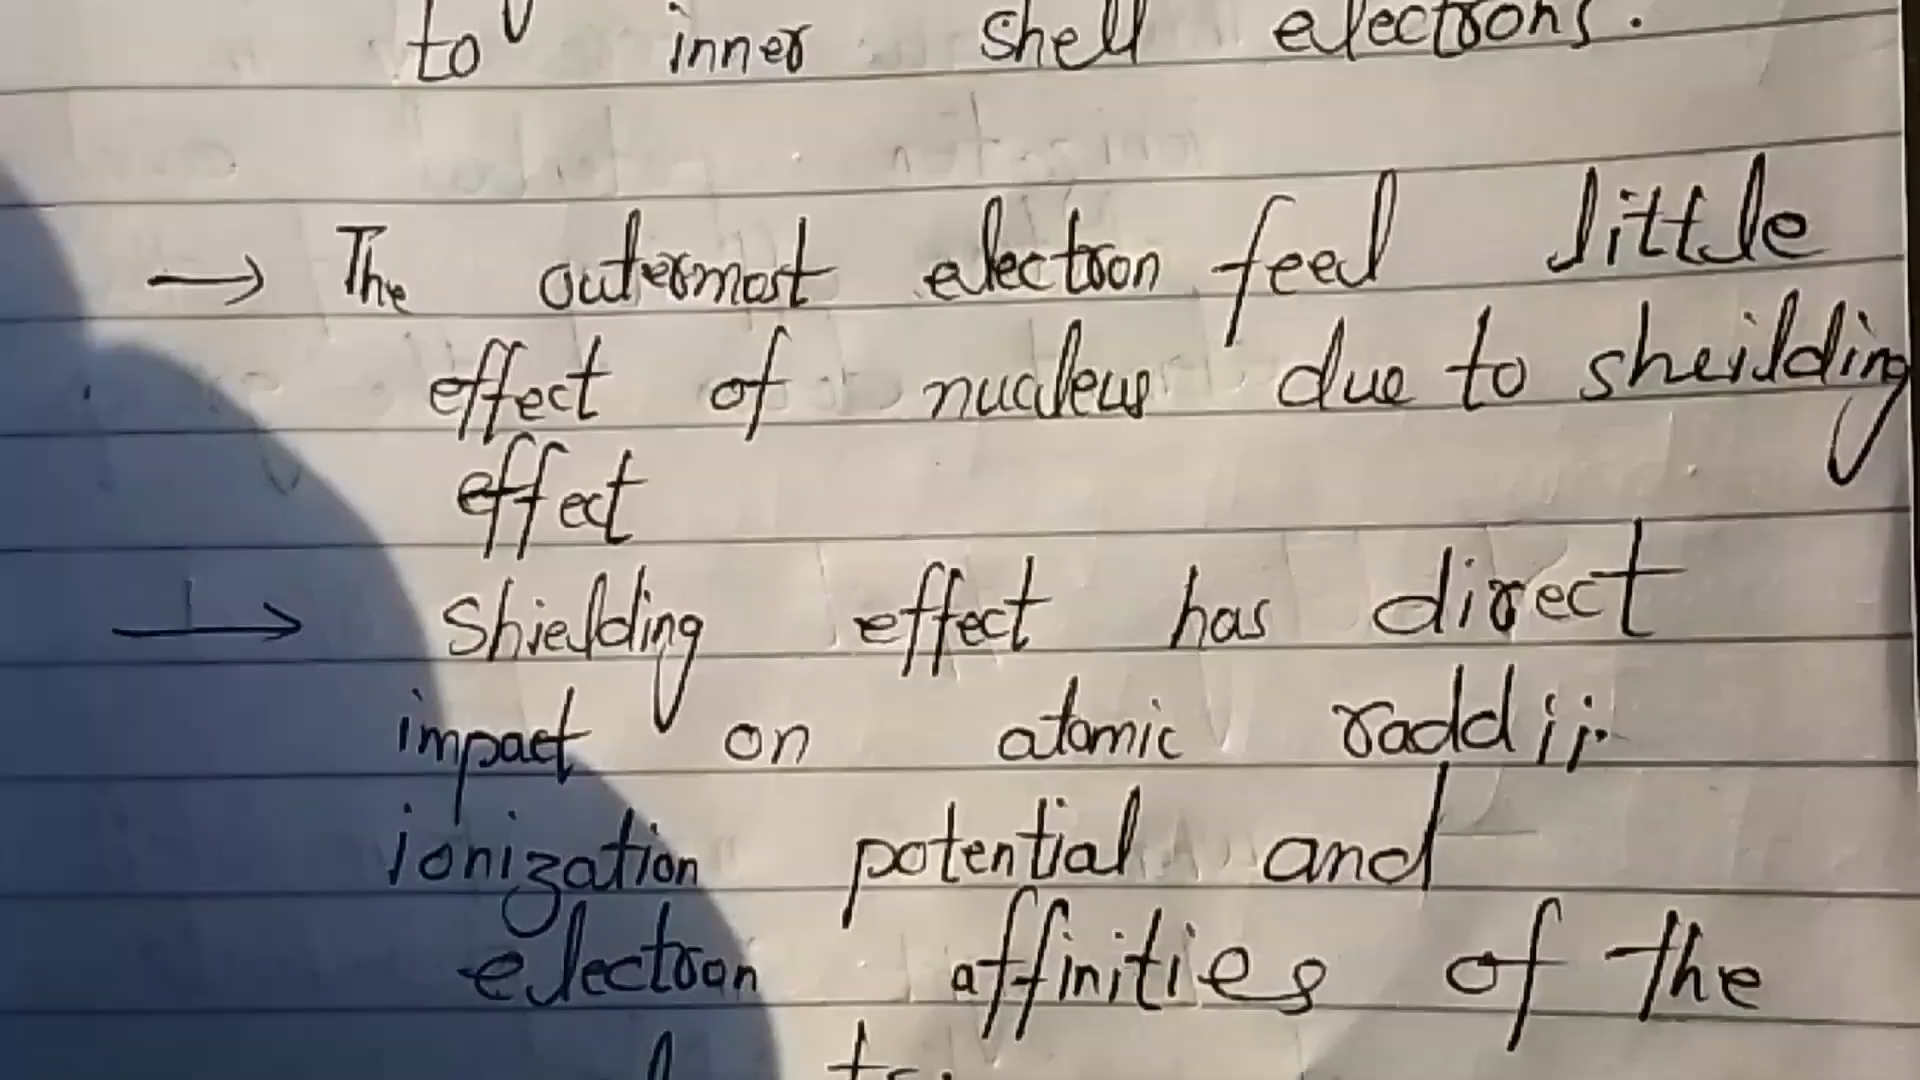 to inner shell electrons.
→ The outermost electron feel little
effect of nucleus due to sheilding
effect
→ Shielding effect has direct
impact on atomic raddii
ionization potential and
electron affinities of the